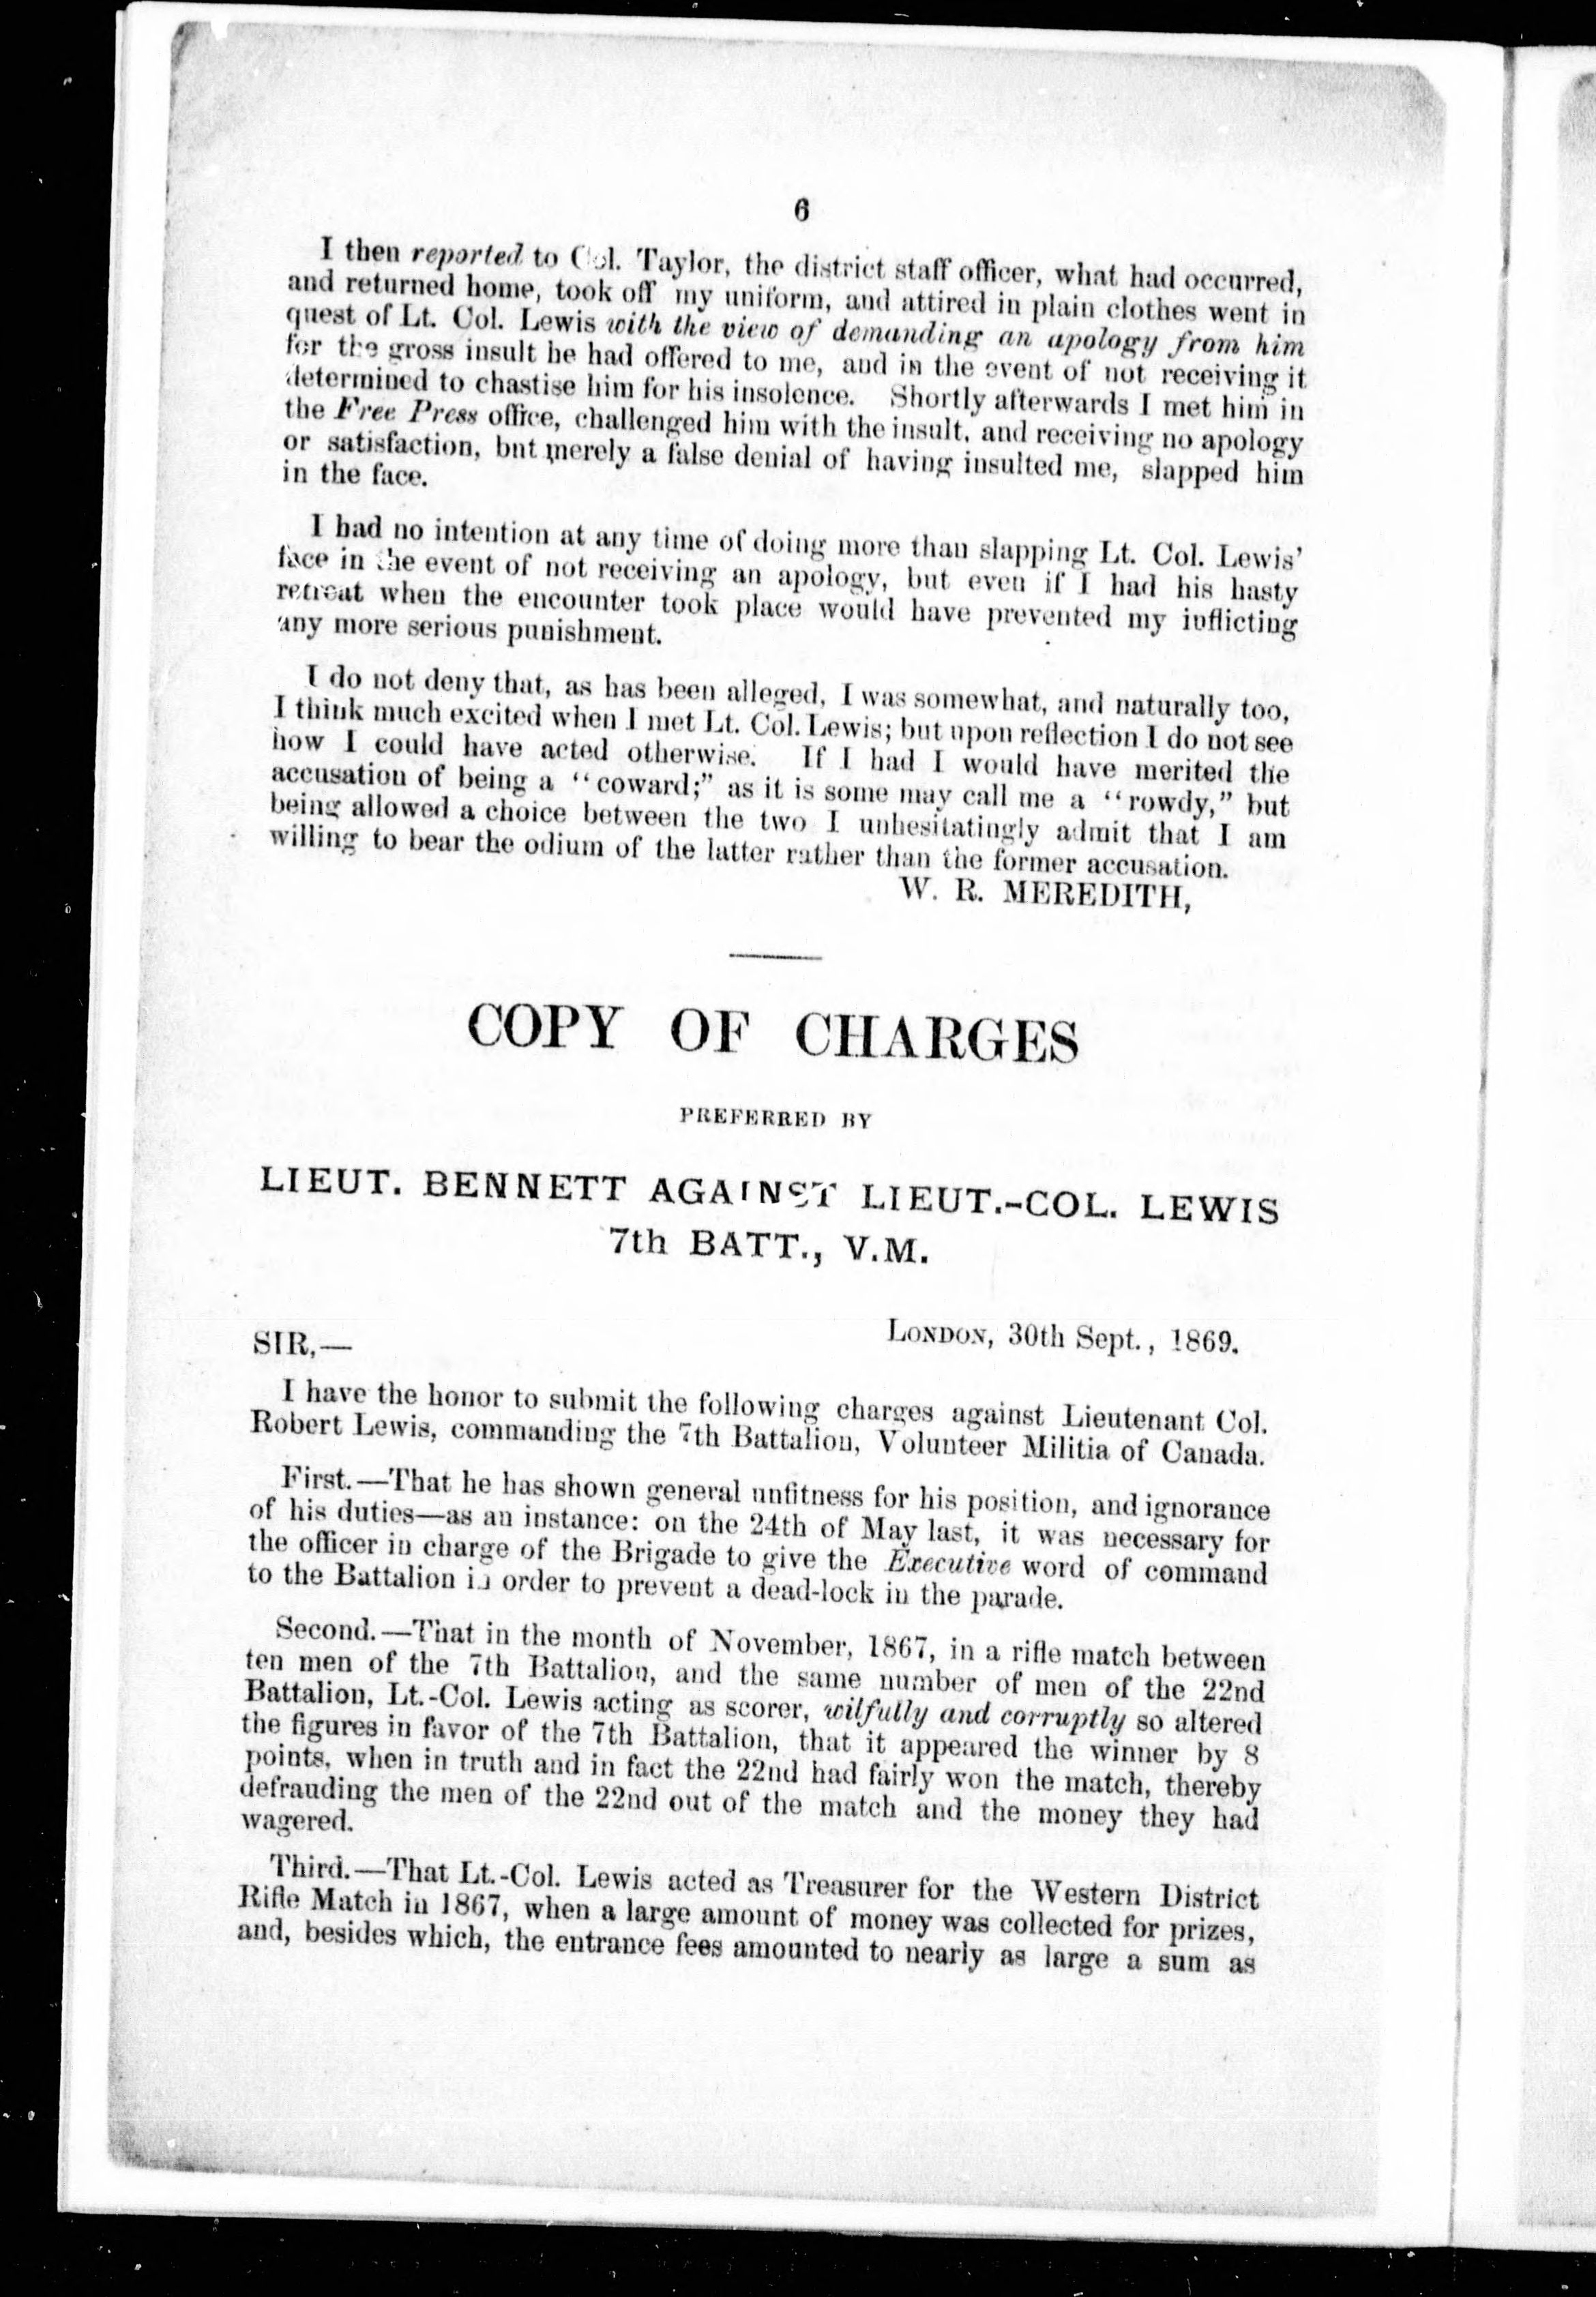 6
I then reported to Col. Taylor, the district staff officer, what had occurred,
and returned home, took off my uniform, and attired in plain clothes went in
quest of Lt. Col. Lewis with the view of demanding an apology from him
for the gross insult he had offered to me, and in the event of not receiving it
determined to chastise him for his insolence. Shortly afterwards I met him in
the Free Press office, challenged him with the insult, and receiving no apology
or satisfaction, but merely a false denial of having insulted me, slapped him
in the face.
I had no intention at any time of doing more than slapping Lt. Col. Lewis'
face in the event of not receiving an apology, but even if I had his hasty
retreat when the encounter took place would have prevented my inflicting
any more serious punishment.
I do not deny that, as has been alleged, I was somewhat, and naturally too,
I think much excited when I met Lt. Col. Lewis; but upon reflection I do not see
how I could have acted otherwise. If I had I would have merited the
accusation of being a "coward;" as it is some may call me a "rowdy," but
being allowed a choice between the two I unhesitatingly admit that I am
willing to bear the odium of the latter rather than the former accusation.
W. R. MEREDITH,
COPY OF CHARGES
PREFERRED BY
LIEUT. BENNETT AGAINST LIEUT.-COL. LEWIS
7th BATT., V.M.
LONDON, 30th Sept., 1869.
SIR,—
I have the honor to submit the following charges against Lieutenant Col.
Robert Lewis, commanding the 7th Battalion, Volunteer Militia of Canada.
First.—That he has shown general unfitness for his position, and ignorance
of his duties—as an instance: on the 24th of May last, it was necessary for
the officer in charge of the Brigade to give the Executive word of command
to the Battalion in order to prevent a dead-lock in the parade.
Second.—That in the month of November, 1867, in a rifle match between
ten men of the 7th Battalion, and the same number of men of the 22nd
Battalion, Lt.-Col. Lewis acting as scorer, wilfully and corruptly so altered
the figures in favor of the 7th Battalion, that it appeared the winner by 8
points, when in truth and in fact the 22nd had fairly won the match, thereby
defrauding the men of the 22nd out of the match and the money they had
wagered.
Third.—That Lt.-Col. Lewis acted as Treasurer for the Western District
Rifle Match in 1867, when a large amount of money was collected for prizes,
and, besides which, the entrance fees amounted to nearly as large a sum as